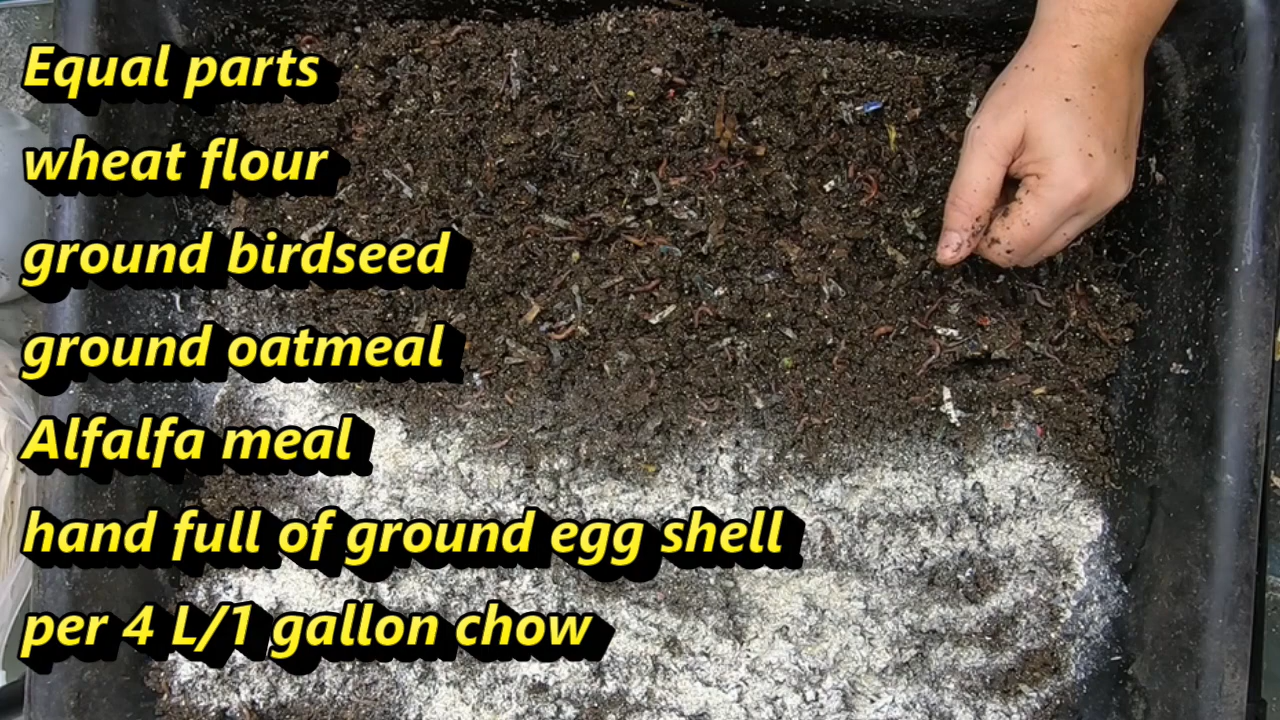 Equal parts
wheat flour
ground birdseed
ground oatmeal
Alfalfa meal
hand full of ground egg shell
per 4 L/1 gallon chow